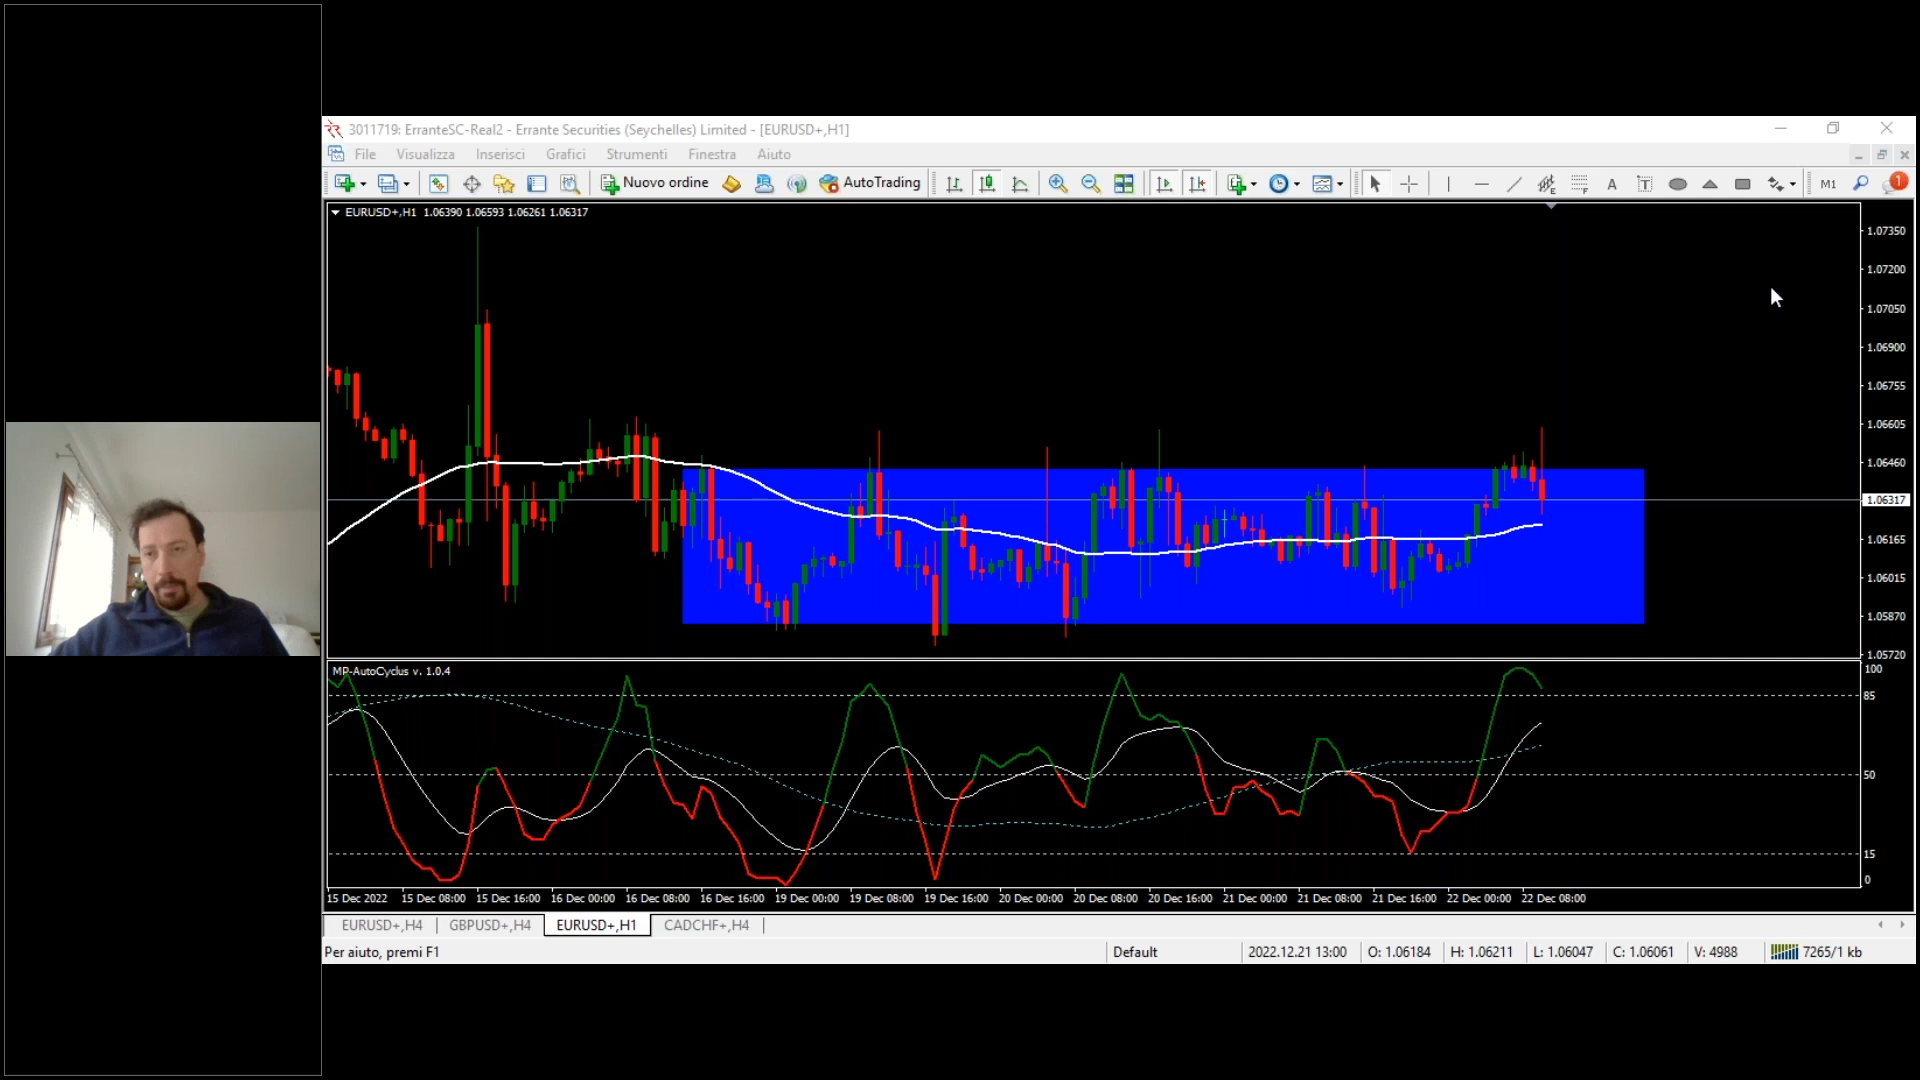 3011719: ErranteSC-Real2 - Errante Securities (Seychelles) Limited - [EURUSD+,H1]
File Visualizza Inserisci Grafici Strumenti Finestra Aiuto
Nuovo ordine AutoTrading A T M1 1
EURUSD+,H1 1.06390 1.06593 1.06261 1.06317
1.07350
1.07200
1.07050
1.06900
1.06755
1.06605
1.06460
1.06317
1.06165
1.06015
1.05870
1.05720
MP-AutoCyclus v. 1.0.4
100
85
50
15
0
15 Dec 2022 15 Dec 08:00 15 Dec 16:00 16 Dec 00:00 16 Dec 08:00 16 Dec 16:00 19 Dec 00:00 19 Dec 08:00 19 Dec 16:00 20 Dec 00:00 20 Dec 08:00 20 Dec 16:00 21 Dec 00:00 21 Dec 08:00 21 Dec 16:00 22 Dec 00:00 22 Dec 08:00
EURUSD+,H4 GBPUSD+,H4 EURUSD+,H1 CADCHF+,H4
Per aiuto, premi F1 Default 2022.12.21 13:00 O: 1.06184 H: 1.06211 L: 1.06047 C: 1.06061 V: 4988 7265/1 kb